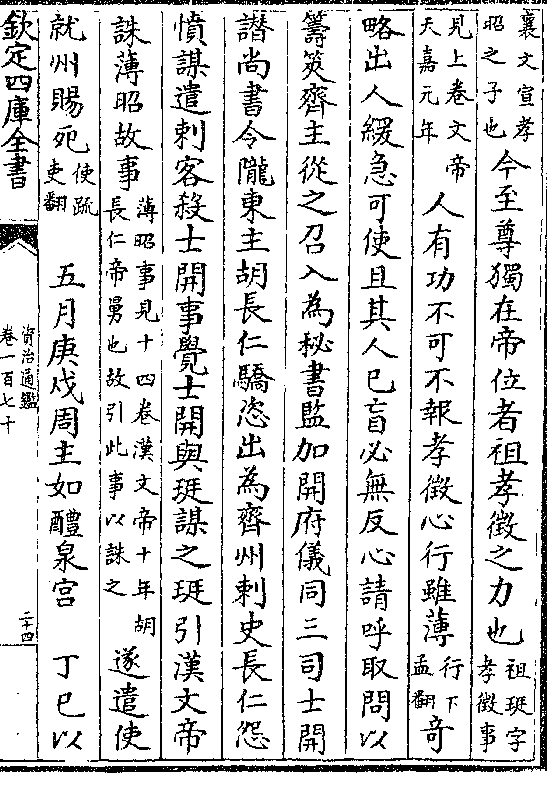 襄文宣孝
昭之子也
今至尊獨在帝位者祖孝徵之力也
祖珽字
孝徵事
見上卷文帝
天嘉元年
人有功不可不報孝徵心行雖薄
行下
孟翻
奇
略出人緩急可使且其人已盲必無反心請呼取問以
籌筴齊主從之召入為秘書監加開府儀同三司士開
譖尚書令隴東主胡長仁驕恣出為齊州刺史長仁怨
憤謀遣刺客殺士開事覺士開與珽謀之珽引漢文帝
誅薄昭故事
薄昭事見十四卷漢文帝十年胡
長仁帝舅也故引此事以誅之
遂遣使
就州賜死
使疏
吏翻
五月庚戌周主如醴泉宫
丁巳以
欽定四庫全書
資治通鑑
卷一百七十
二十四